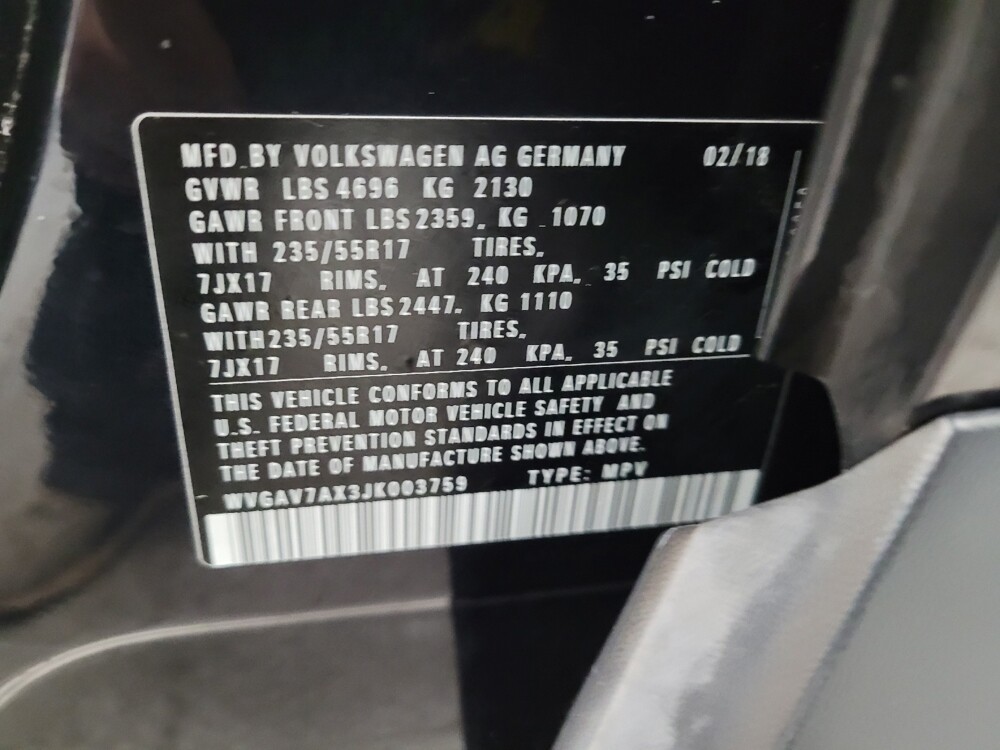 MFD. BY VOLKSWAGEN AG GERMANY 02/18
GVWR LBS 4696 KG 2130
GAWR FRONT LBS 2359, KG 1070
WITH 235/55R17 TIRES,
7JX17 RIMS, AT 240 KPA, 35 PSI COLD
GAWR REAR LBS 2447, KG 1110
WITH 235/55R17 TIRES,
7JX17 RIMS, AT 240 KPA, 35 PSI COLD
THIS VEHICLE CONFORMS TO ALL APPLICABLE
U.S. FEDERAL MOTOR VEHICLE SAFETY AND
THEFT PREVENTION STANDARDS IN EFFECT ON
THE DATE OF MANUFACTURE SHOWN ABOVE.
WVGAV7AX3JK003759 TYPE: MPV